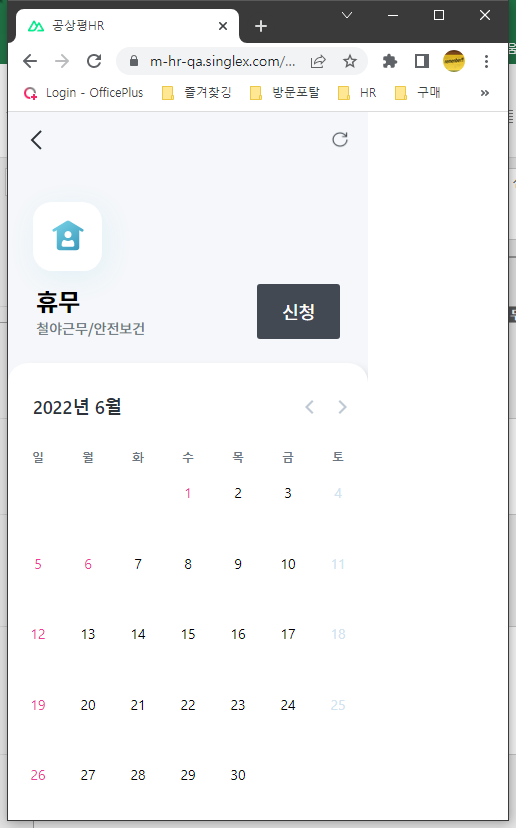 공상평HR
m-hr-qa.singlex.com/...
Login - OfficePlus 즐겨찾깅 방문포탈 HR 구매 »
휴무
철야근무/안전보건
신청
2022년 6월
일 월 화 수 목 금 토
1 2 3 4
5 6 7 8 9 10 11
12 13 14 15 16 17 18
19 20 21 22 23 24 25
26 27 28 29 30